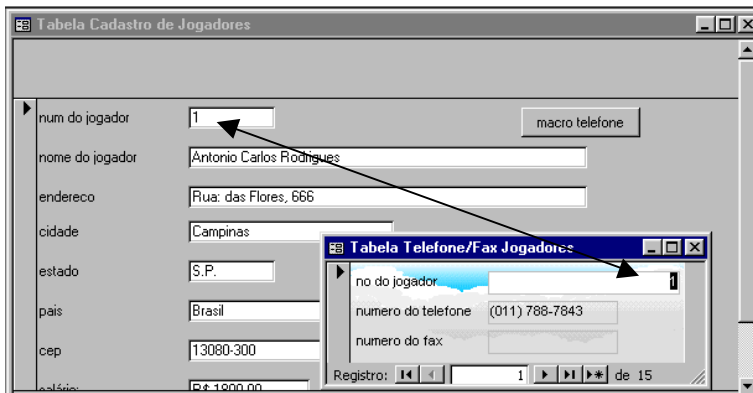 Tabela Cadastro de Jogadores
num do jogador 1 macro telefone
nome do jogador Antonio Carlos Rodrigues
endereco Rua: das Flores, 666
cidade Campinas
estado S.P.
pais Brasil
cep 13080-300
salário: R$ 1800,00
Tabela Telefone/Fax Jogadores
no do jogador 1
numero do telefone (011) 788-7843
numero do fax
Registro: 1 de 15